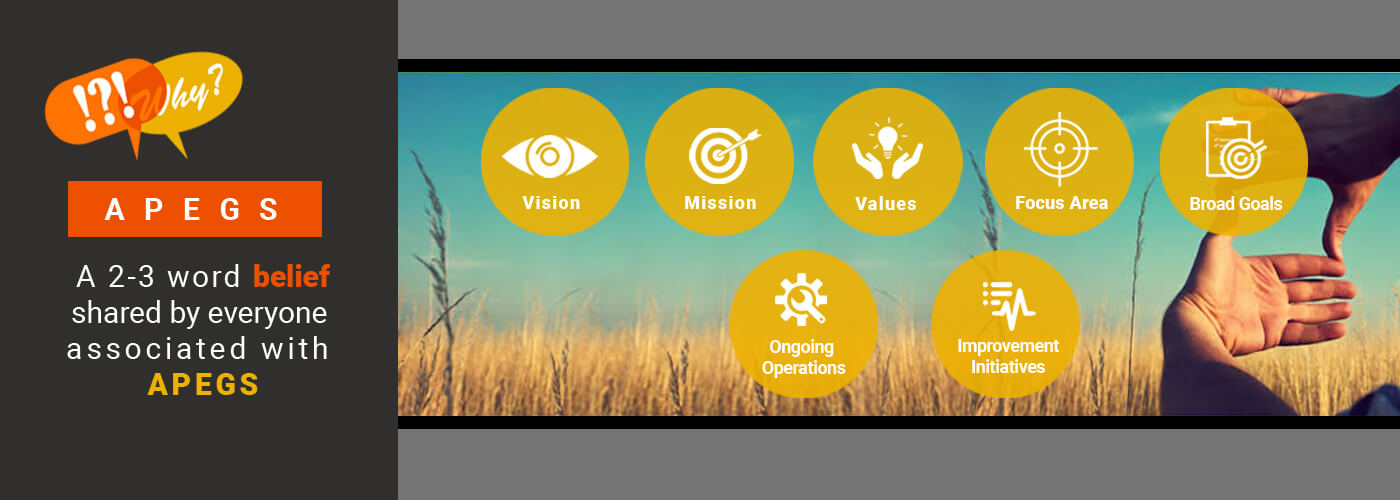 !?! Why?
APEGS
A 2-3 word belief
shared by everyone
associated with
APEGS
Vision
Mission
Values
Focus Area
Broad Goals
Ongoing
Operations
Improvement
Initiatives